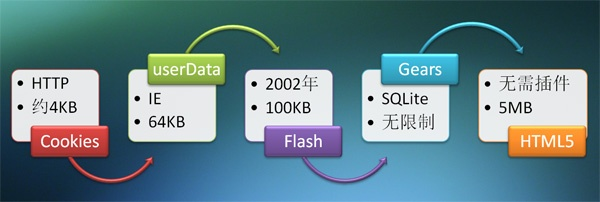 HTTP
约4KB
Cookies
userData
IE
64KB
2002年
100KB
Flash
Gears
SQLite
无限制
无需插件
5MB
HTML5